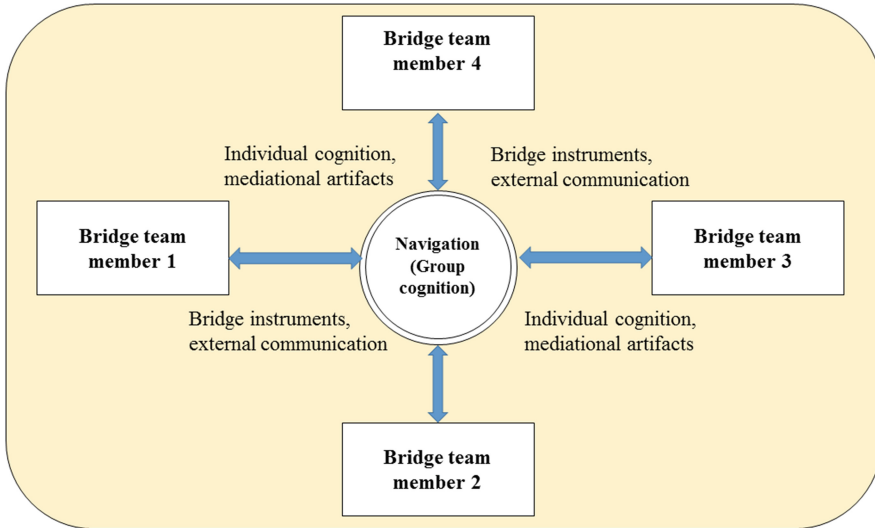 Bridge team
member 4
Individual cognition,
mediational artifacts
Bridge instruments,
external communication
Bridge team
member 1
Navigation
(Group
cognition)
Bridge team
member 3
Bridge instruments,
external communication
Individual cognition,
mediational artifacts
Bridge team
member 2